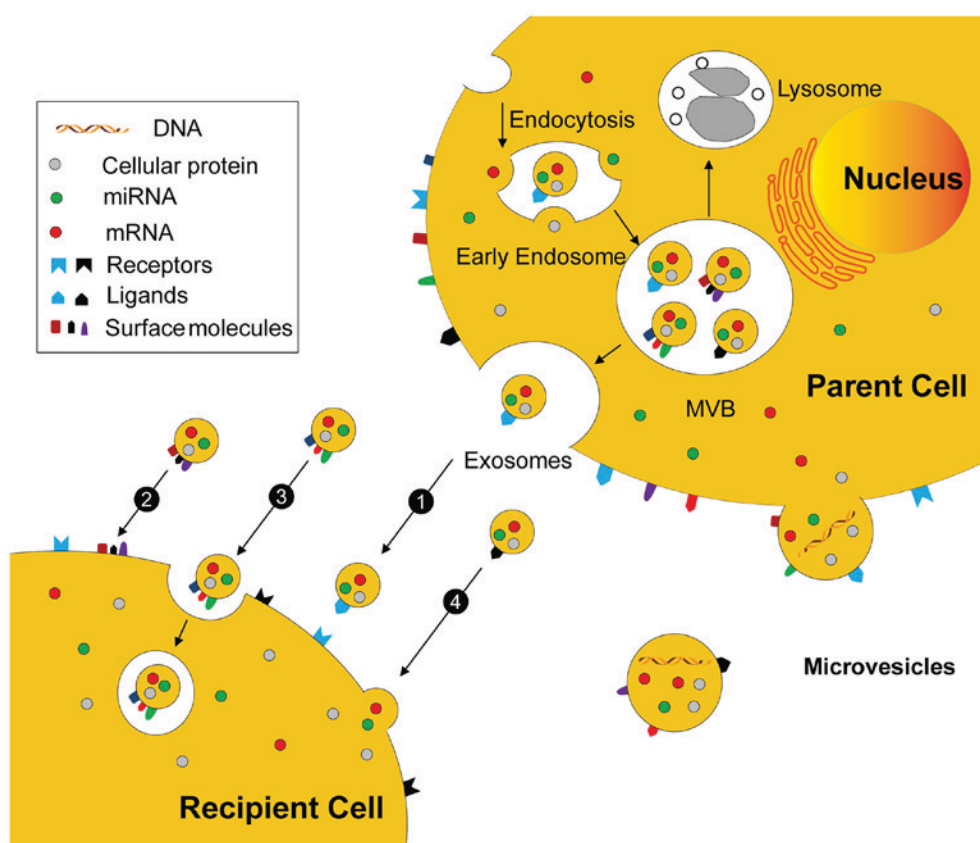 DNA
Cellular protein
miRNA
mRNA
Receptors
Ligands
Surface molecules
Endocytosis
Lysosome
Nucleus
Early Endosome
MVB
Parent Cell
Exosomes
2
3
1
4
Microvesicles
Recipient Cell